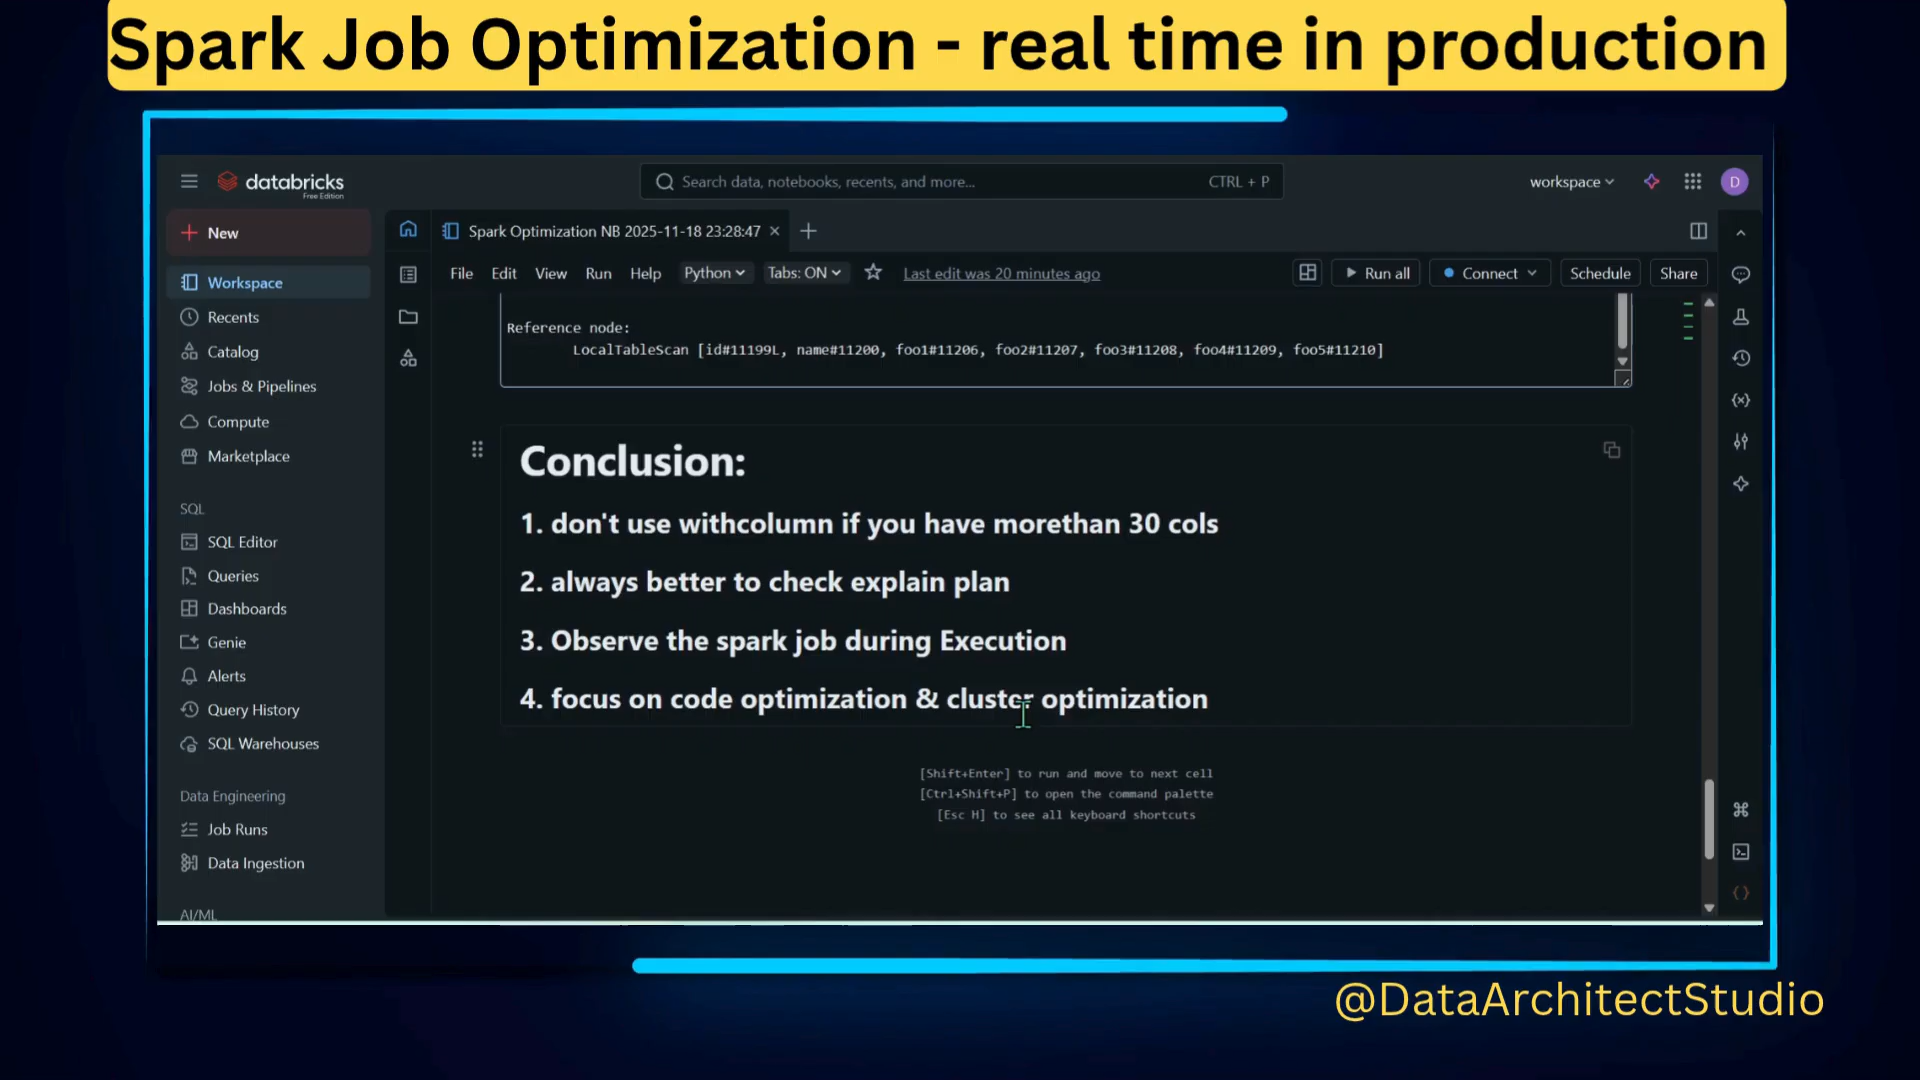 Spark Job Optimization - real time in production
databricks
Free Edition
Search data, notebooks, recents, and more...
CTRL + P
workspace
D
New
Spark Optimization NB 2025-11-18 23:28:47
File Edit View Run Help Python Tabs: ON Last edit was 20 minutes ago Run all Connect Schedule Share
Workspace
Recents
Catalog
Jobs & Pipelines
Compute
Marketplace
SQL
SQL Editor
Queries
Dashboards
Genie
Alerts
Query History
SQL Warehouses
Data Engineering
Job Runs
Data Ingestion
AI/ML
Reference node:
LocalTableScan [id#11199L, name#11200, foo1#11206, foo2#11207, foo3#11208, foo4#11209, foo5#11210]
Conclusion:
1. don't use withcolumn if you have morethan 30 cols
2. always better to check explain plan
3. Observe the spark job during Execution
4. focus on code optimization & cluster optimization
[Shift+Enter] to run and move to next cell
[Ctrl+Shift+P] to open the command palette
[Esc H] to see all keyboard shortcuts
@DataArchitectStudio